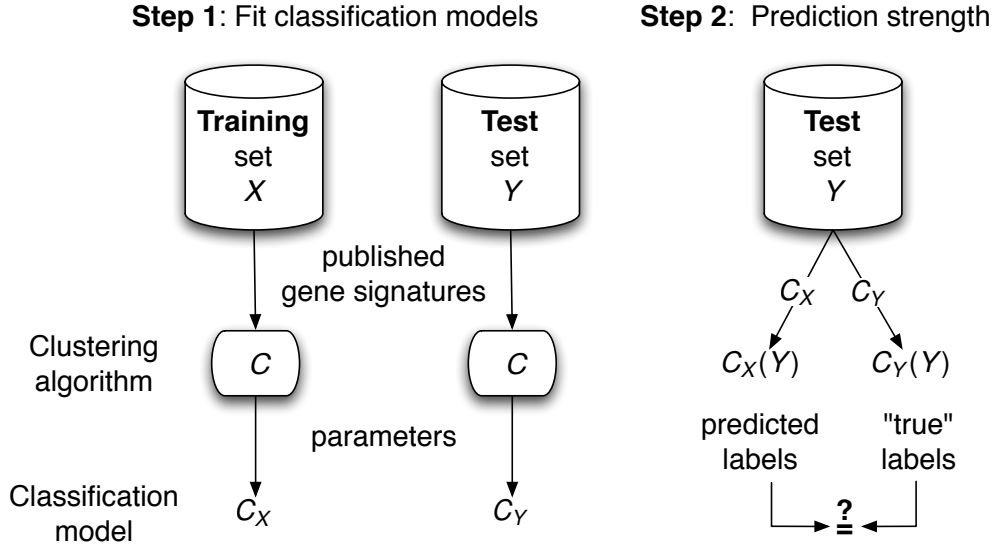 Step 1: Fit classification models
Step 2: Prediction strength
Training
set
X
Test
set
Y
Test
set
Y
published
gene signatures
C_X
C_Y
Clustering
algorithm
C
C
C_X(Y)
C_Y(Y)
parameters
predicted
labels
"true"
labels
Classification
model
C_X
C_Y
?
=